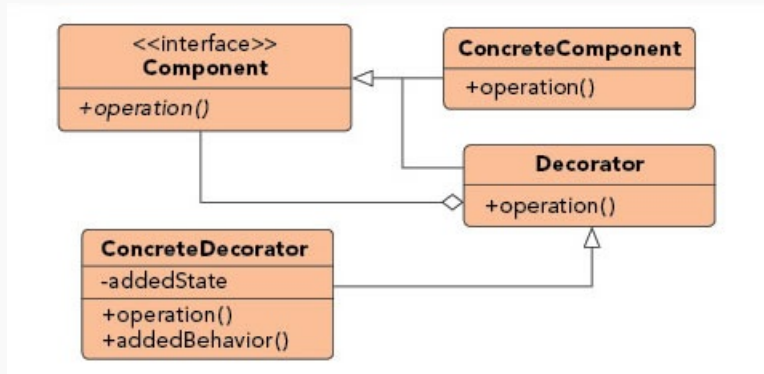 <<interface>>
Component
+operation()
ConcreteComponent
+operation()
Decorator
+operation()
ConcreteDecorator
-addedState
+operation()
+addedBehavior()